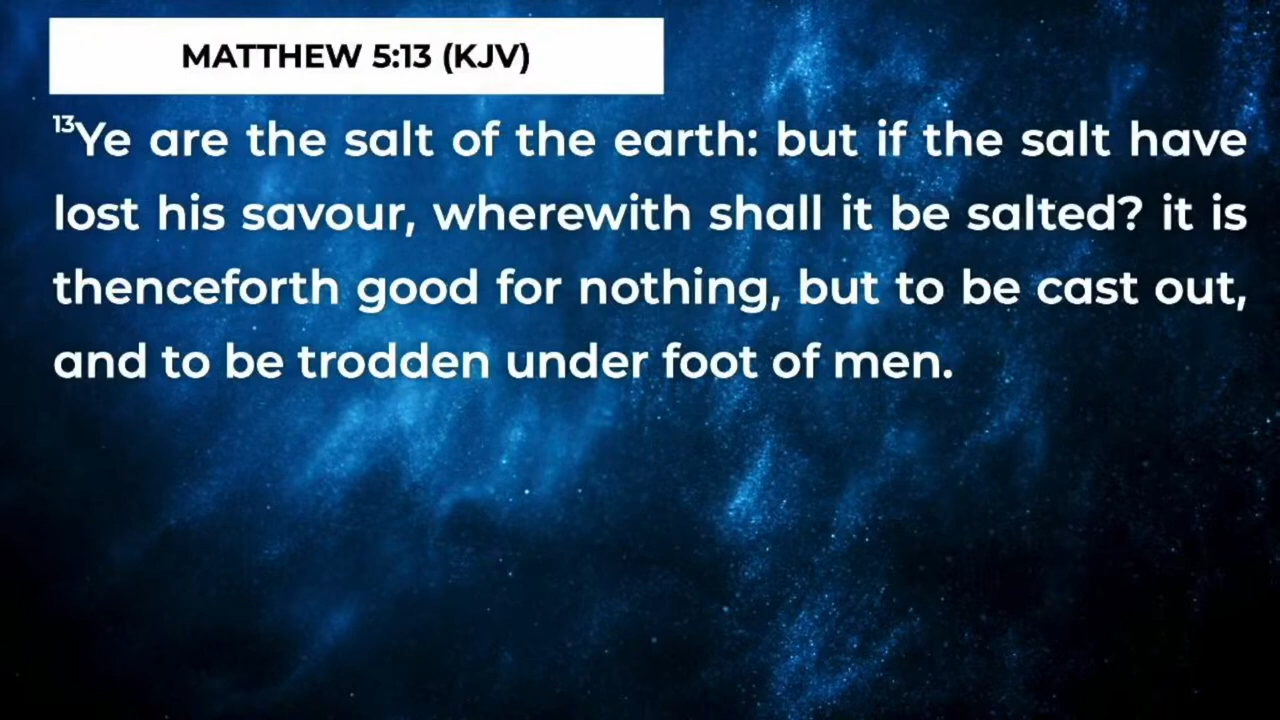 MATTHEW 5:13 (KJV)
13Ye are the salt of the earth: but if the salt have
lost his savour, wherewith shall it be salted? it is
thenceforth good for nothing, but to be cast out,
and to be trodden under foot of men.